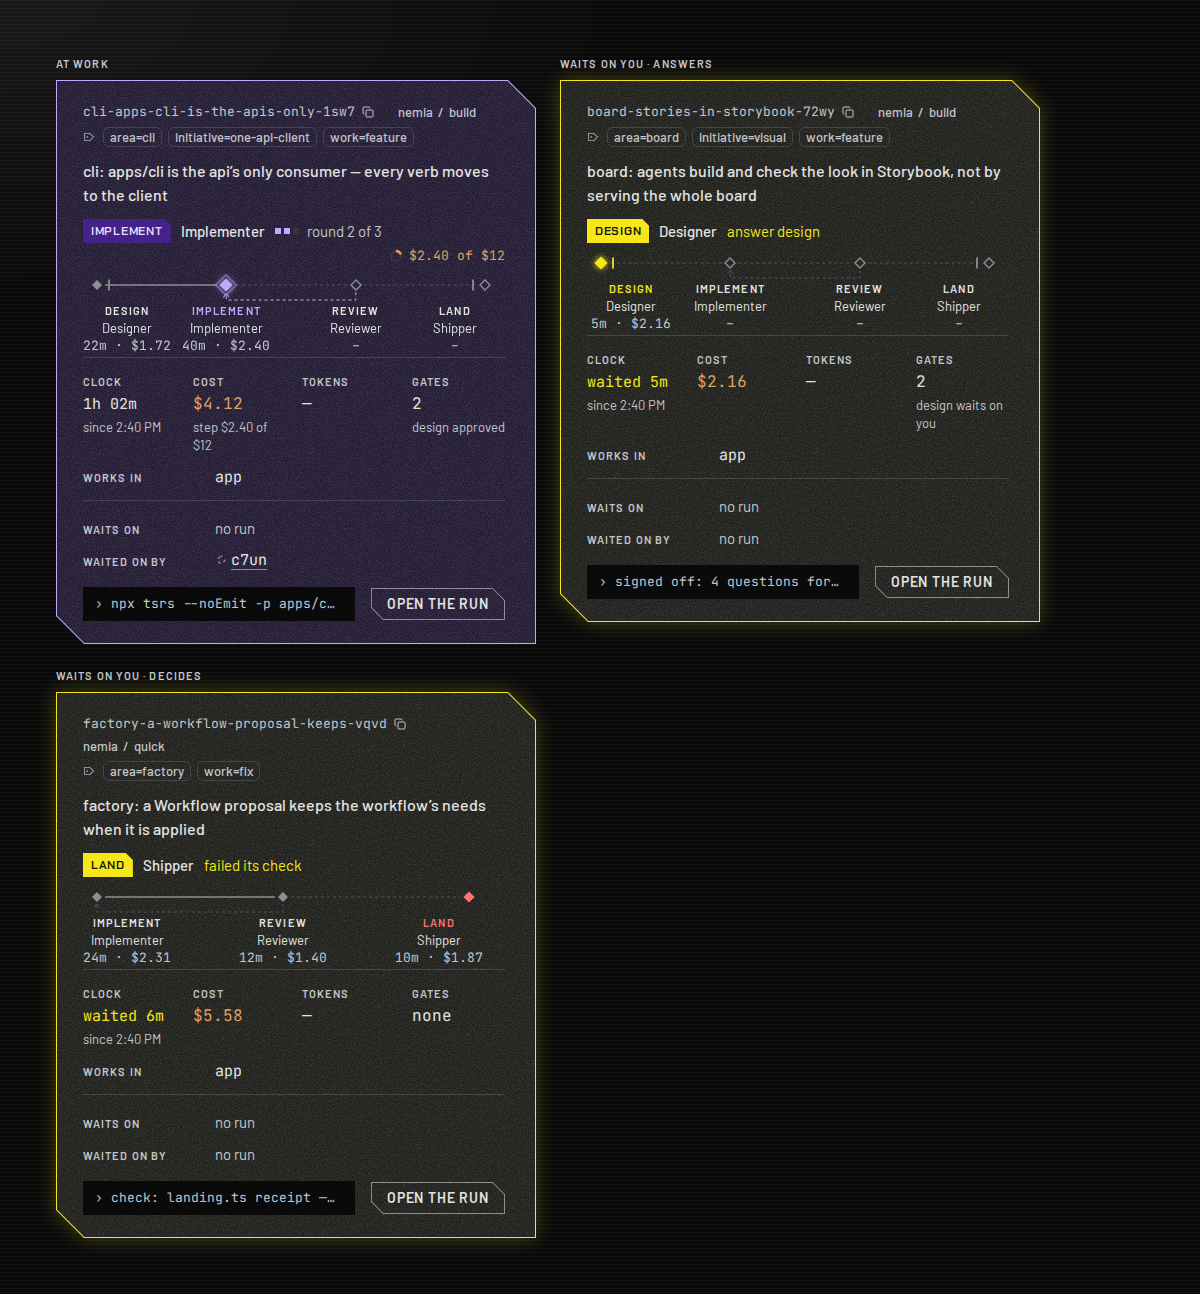 AT WORK
cli-apps-cli-is-the-apis-only-1sw7 nemla / build
area=cli initiative=one-api-client work=feature
cli: apps/cli is the api's only consumer — every verb moves
to the client
IMPLEMENT Implementer round 2 of 3
$2.40 of $12
DESIGN IMPLEMENT REVIEW LAND
Designer Implementer Reviewer Shipper
22m · $1.72 40m · $2.40 – –
CLOCK COST TOKENS GATES
1h 02m $4.12 — 2
since 2:40 PM step $2.40 of design approved
$12
WORKS IN app
WAITS ON no run
WAITED ON BY c7un
› npx tsrs --noEmit -p apps/c… OPEN THE RUN
WAITS ON YOU · ANSWERS
board-stories-in-storybook-72wy nemla / build
area=board initiative=visual work=feature
board: agents build and check the look in Storybook, not by
serving the whole board
DESIGN Designer answer design
DESIGN IMPLEMENT REVIEW LAND
Designer Implementer Reviewer Shipper
5m · $2.16 – – –
CLOCK COST TOKENS GATES
waited 5m $2.16 — 2
since 2:40 PM design waits on
you
WORKS IN app
WAITS ON no run
WAITED ON BY no run
› signed off: 4 questions for… OPEN THE RUN
WAITS ON YOU · DECIDES
factory-a-workflow-proposal-keeps-vqvd
nemla / quick
area=factory work=fix
factory: a Workflow proposal keeps the workflow's needs
when it is applied
LAND Shipper failed its check
IMPLEMENT REVIEW LAND
Implementer Reviewer Shipper
24m · $2.31 12m · $1.40 10m · $1.87
CLOCK COST TOKENS GATES
waited 6m $5.58 — none
since 2:40 PM
WORKS IN app
WAITS ON no run
WAITED ON BY no run
› check: landing.ts receipt —… OPEN THE RUN